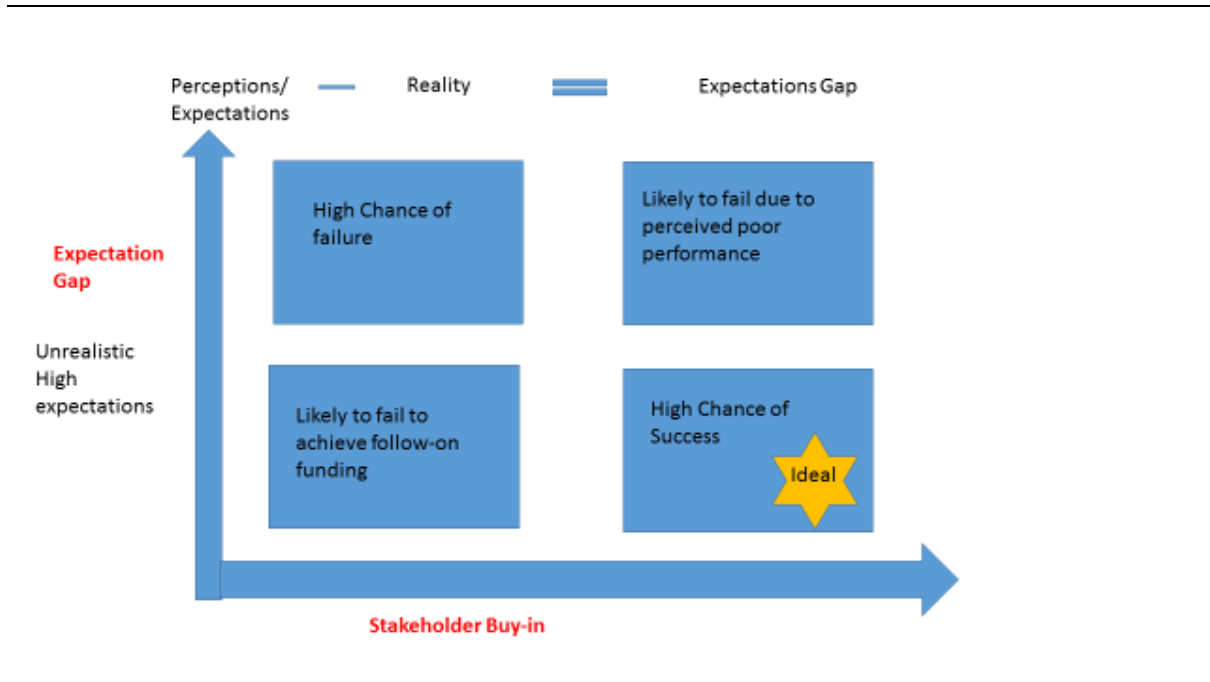 Perceptions/
Expectations
Reality
Expectations Gap
High Chance of
failure
Likely to fail due to
perceived poor
performance
Expectation
Gap
Unrealistic
High
expectations
Likely to fail to
achieve follow-on
funding
High Chance of
Success
Ideal
Stakeholder Buy-in